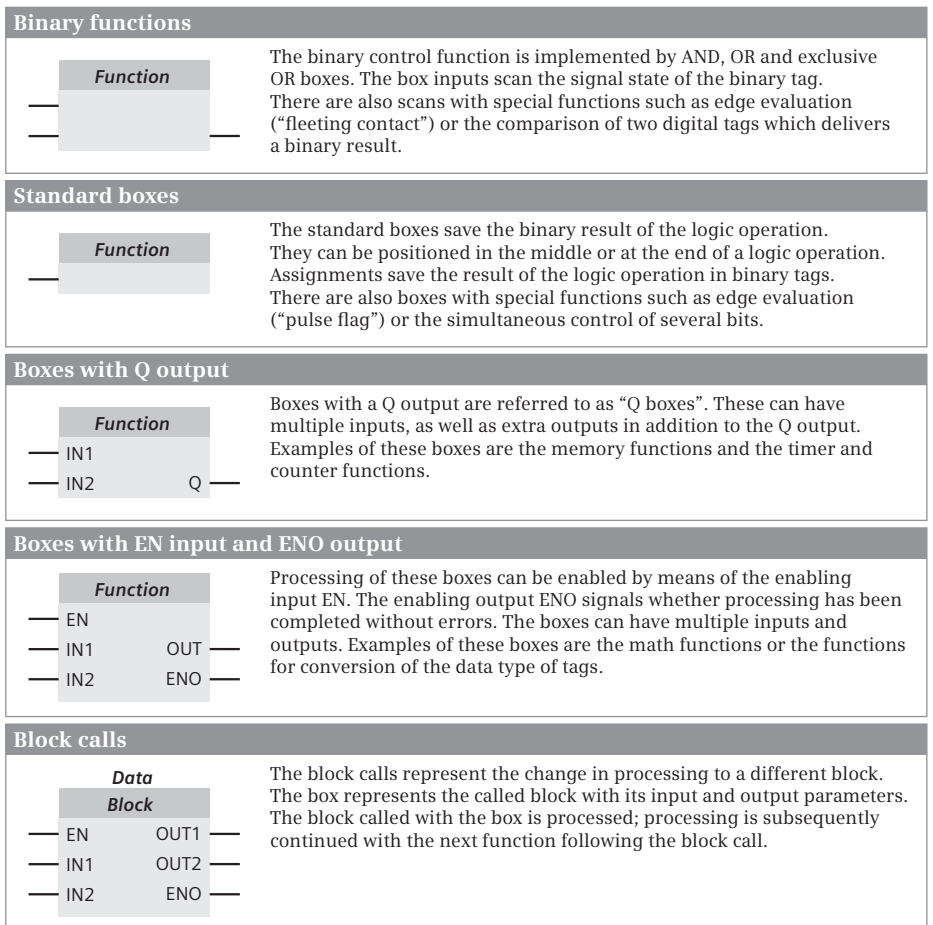 Binary functions
Function
The binary control function is implemented by AND, OR and exclusive
OR boxes. The box inputs scan the signal state of the binary tag.
There are also scans with special functions such as edge evaluation
(“fleeting contact”) or the comparison of two digital tags which delivers
a binary result.
Standard boxes
Function
The standard boxes save the binary result of the logic operation.
They can be positioned in the middle or at the end of a logic operation.
Assignments save the result of the logic operation in binary tags.
There are also boxes with special functions such as edge evaluation
(“pulse flag”) or the simultaneous control of several bits.
Boxes with Q output
Function
IN1
IN2 Q
Boxes with a Q output are referred to as “Q boxes”. These can have
multiple inputs, as well as extra outputs in addition to the Q output.
Examples of these boxes are the memory functions and the timer and
counter functions.
Boxes with EN input and ENO output
Function
EN
IN1 OUT
IN2 ENO
Processing of these boxes can be enabled by means of the enabling
input EN. The enabling output ENO signals whether processing has been
completed without errors. The boxes can have multiple inputs and
outputs. Examples of these boxes are the math functions or the functions
for conversion of the data type of tags.
Block calls
Data
Block
EN OUT1
IN1 OUT2
IN2 ENO
The block calls represent the change in processing to a different block.
The box represents the called block with its input and output parameters.
The block called with the box is processed; processing is subsequently
continued with the next function following the block call.